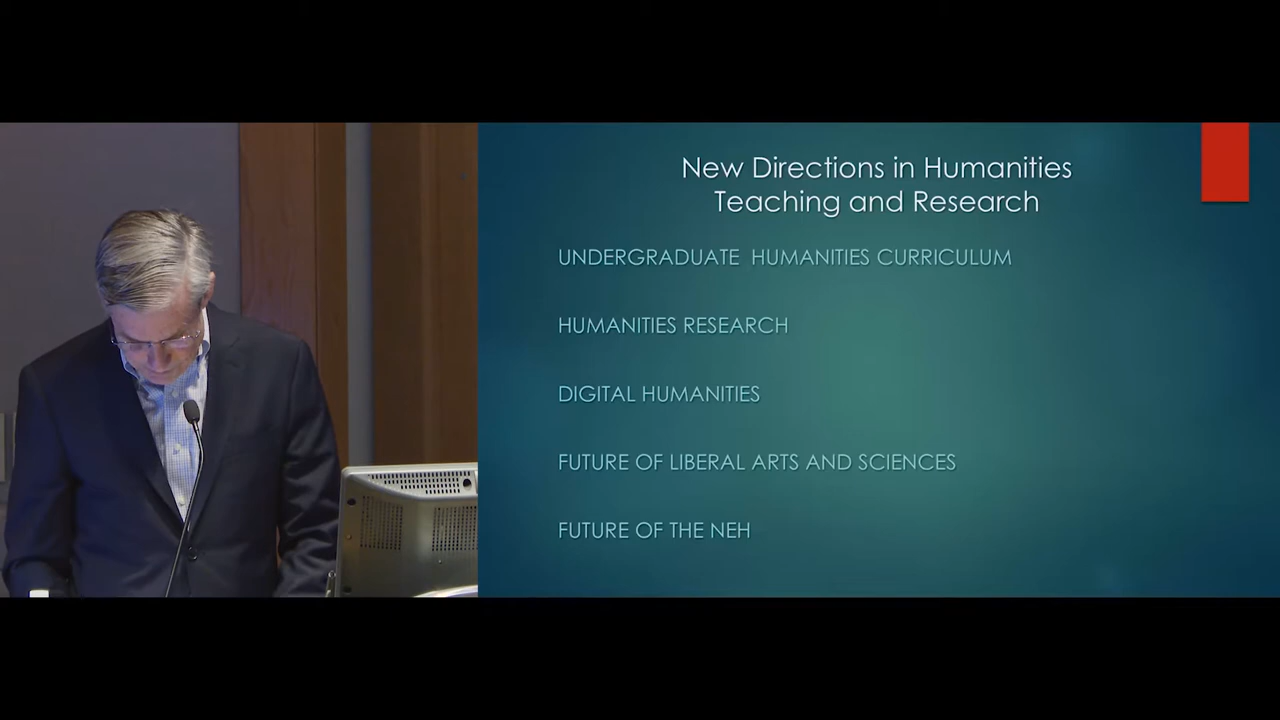 New Directions in Humanities
Teaching and Research
UNDERGRADUATE HUMANITIES CURRICULUM
HUMANITIES RESEARCH
DIGITAL HUMANITIES
FUTURE OF LIBERAL ARTS AND SCIENCES
FUTURE OF THE NEH